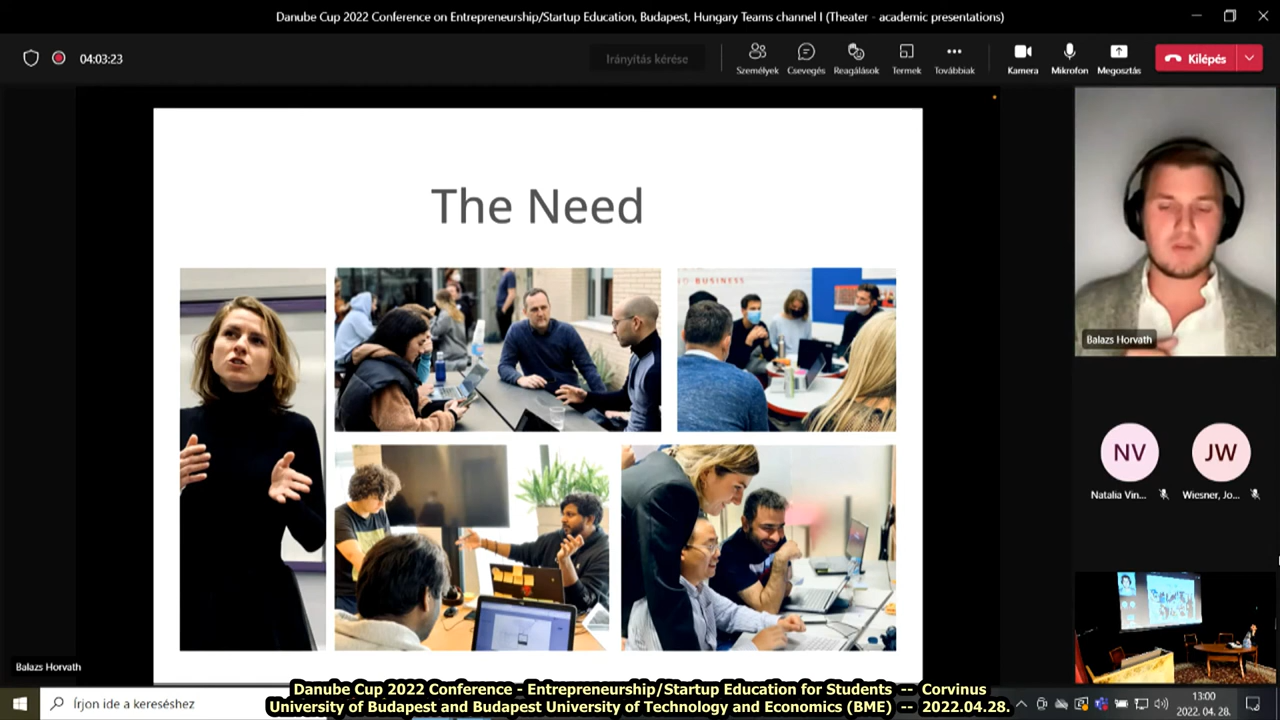 Danube Cup 2022 Conference on Entrepreneurship/Startup Education, Budapest, Hungary Teams channel I (Theater - academic presentations)
04:03:23
Irányítás kérése
Személyek
Csevegés
Reagálások
Termek
Továbbiak
Kamera
Mikrofon
Megosztás
Kilépés
The Need
BUSINESS
Balazs Horvath
NV
JW
Natalia Vin...
Wiesner, Jo...
Balazs Horvath
Írjon ide a kereséshez
13:00
2022. 04. 28.
Danube Cup 2022 Conference - Entrepreneurship/Startup Education for Students -- Corvinus
University of Budapest and Budapest University of Technology and Economics (BME) -- 2022.04.28.